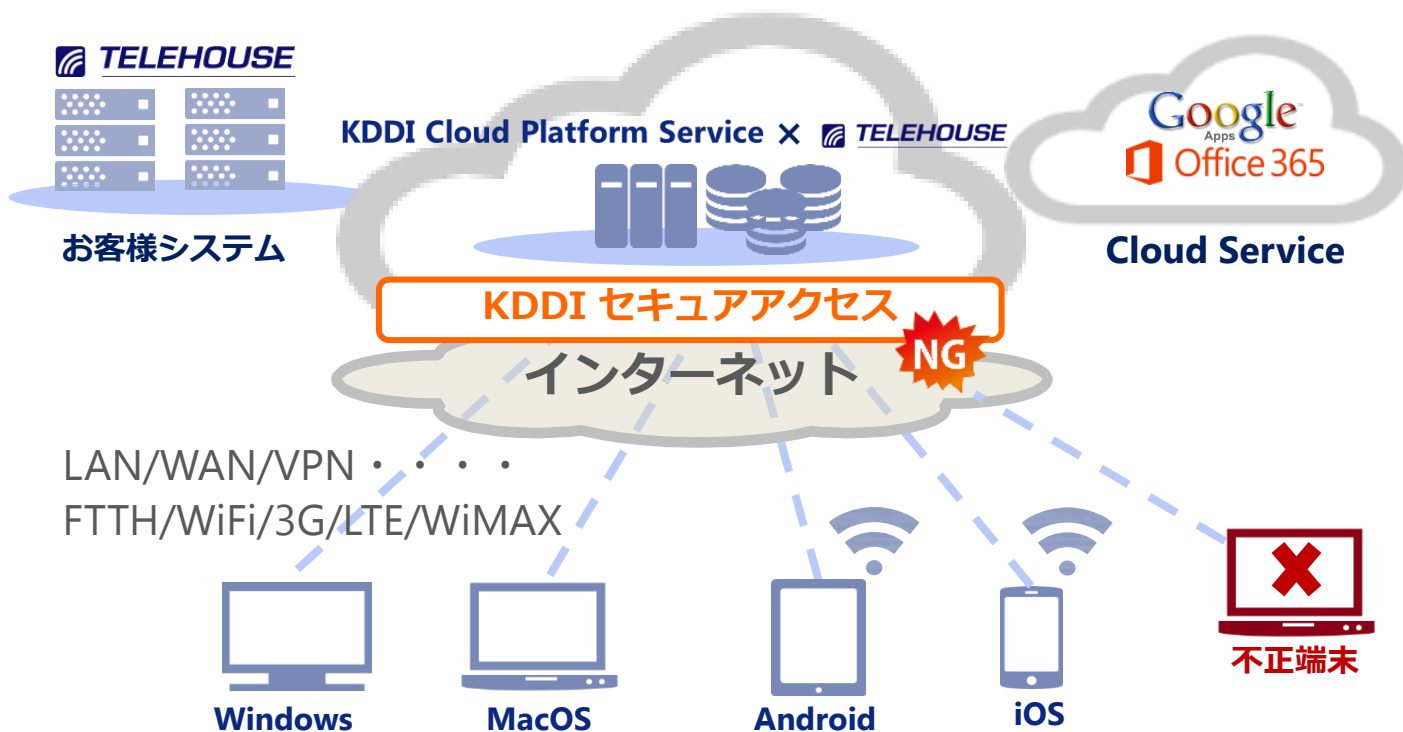 TELEHOUSE
KDDI Cloud Platform Service × TELEHOUSE
Google
Apps
Office 365
お客様システム
Cloud Service
KDDI セキュアアクセス
NG
インターネット
LAN/WAN/VPN・・・・
FTTH/WiFi/3G/LTE/WiMAX
不正端末
Windows
MacOS
Android
iOS